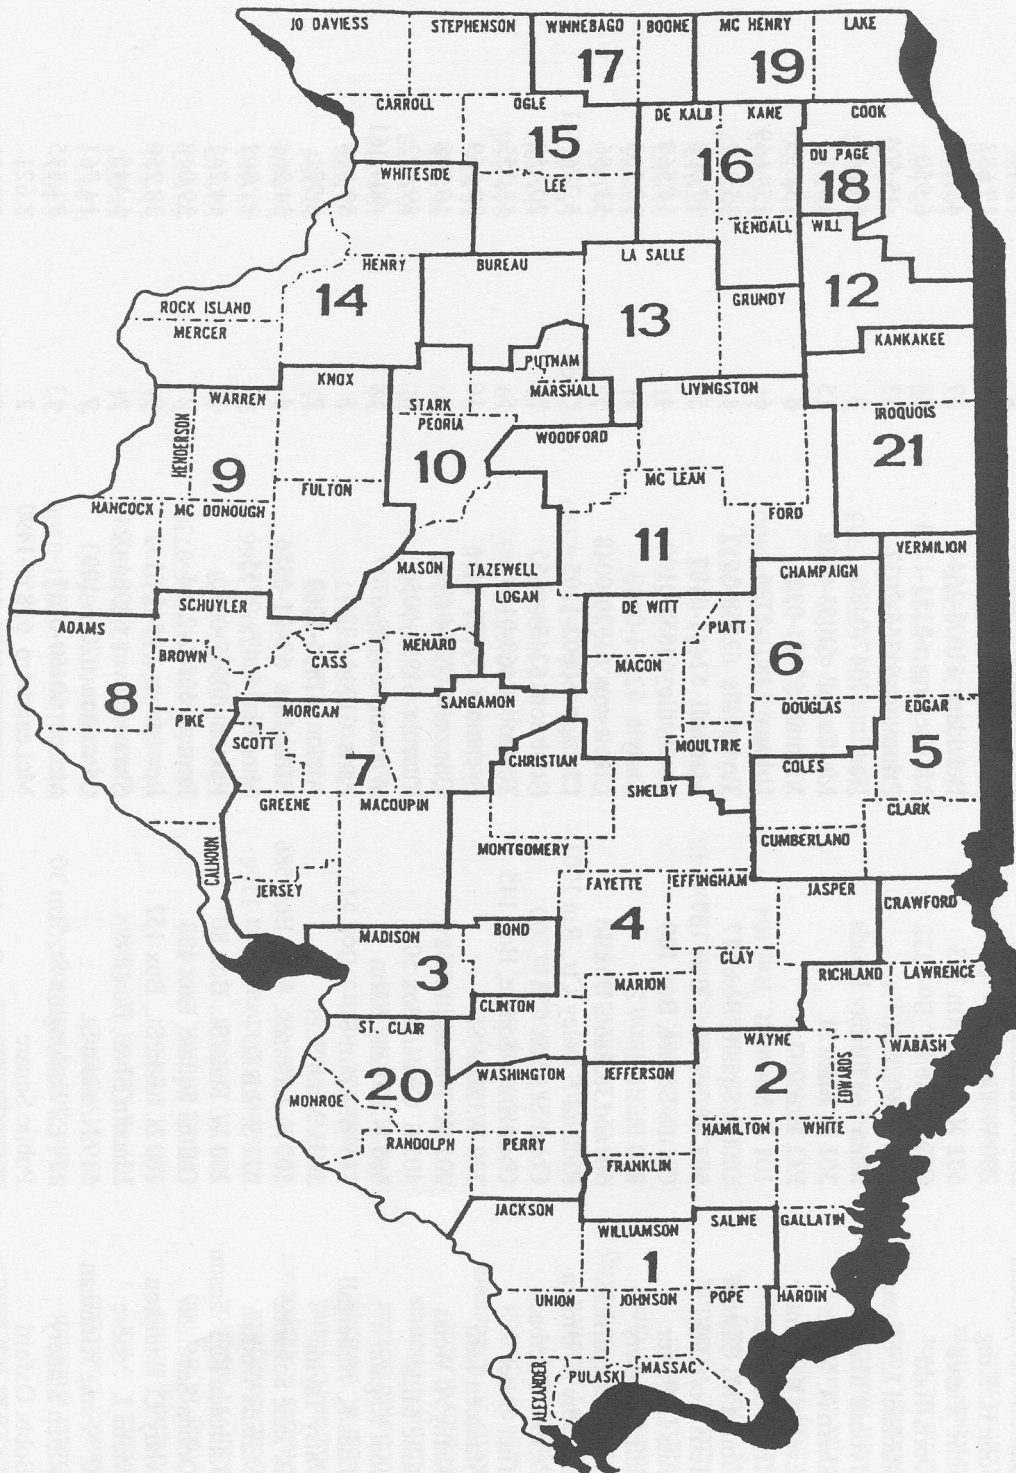 JO DAVIESS STEPHENSON WINNEBAGO BOONE MC HENRY LAKE
17 19
CARROLL OGLE DE KALB KANE COOK
15 16 DU PAGE
WHITESIDE LEE 18
KENDALL WILL
HENRY BUREAU LA SALLE
14 13 GRUNDY 12
ROCK ISLAND
MERCER KANKAKEE
PUTNAM
KNOX MARSHALL LIVINGSTON
WARREN STARK IROQUOIS
HENDERSON PEORIA WOODFORD 21
9 10 MC LEAN
FULTON
HANCOCK MC DONOUGH FORD
11 VERMILION
MASON TAZEWELL CHAMPAIGN
SCHUYLER LOGAN DE WITT
ADAMS PIATT
BROWN CASS MENARD MACON 6
8 MORGAN SANGAMON DOUGLAS EDGAR
PIKE
SCOTT MOULTRIE
7 CHRISTIAN COLES 5
GREENE MACOUPIN SHELBY
CLARK
CALHOUN MONTGOMERY CUMBERLAND
JERSEY FAYETTE EFFINGHAM JASPER
CRAWFORD
MADISON BOND 4
3 CLAY
MARION RICHLAND LAWRENCE
CLINTON
ST. CLAIR WAYNE WABASH
20 WASHINGTON JEFFERSON 2 EDWARDS
MONROE
RANDOLPH PERRY HAMILTON WHITE
FRANKLIN
JACKSON WILLIAMSON SALINE GALLATIN
1
UNION JOHNSON POPE HARDIN
ALEXANDER PULASKI MASSAC